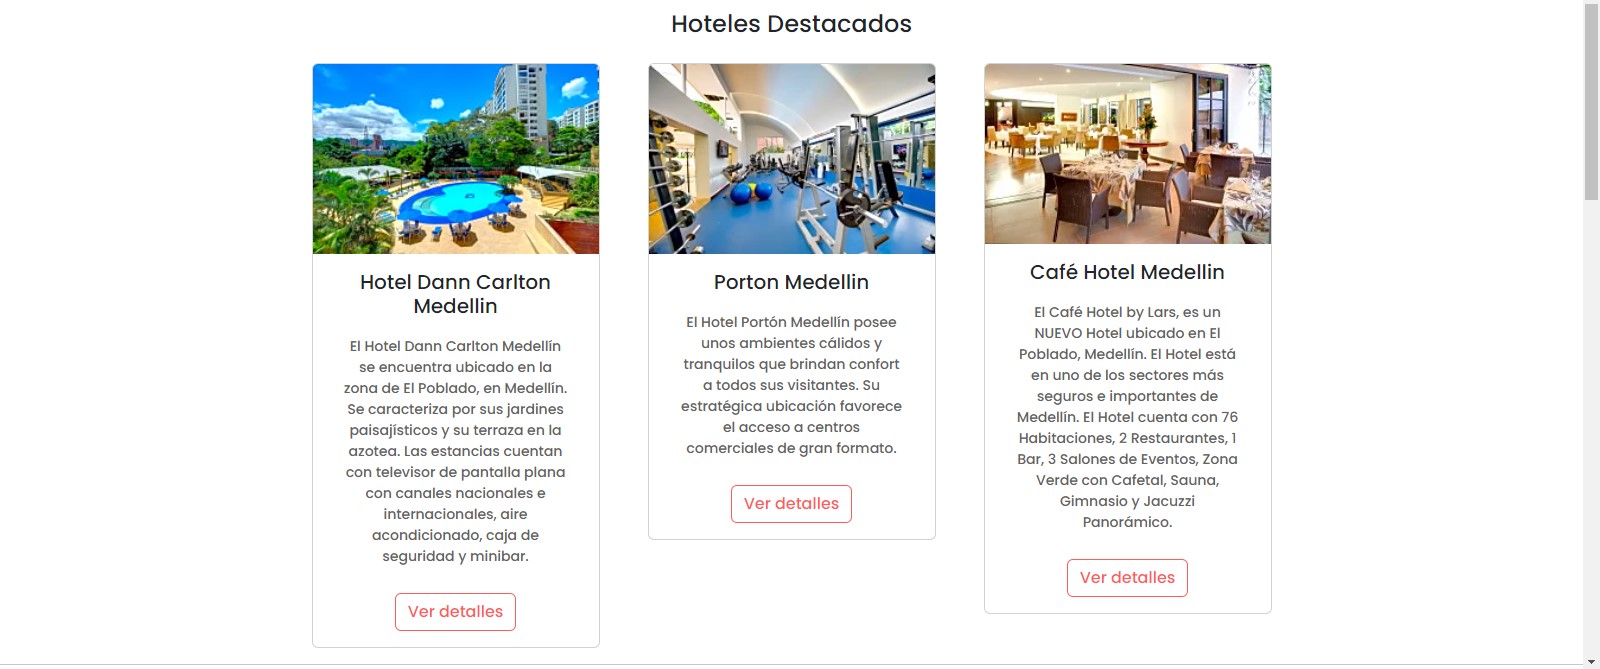 Hoteles Destacados
Hotel Dann Carlton
Medellin
El Hotel Dann Carlton Medellín
se encuentra ubicado en la
zona de El Poblado, en Medellín.
Se caracteriza por sus jardines
paisajísticos y su terraza en la
azotea. Las estancias cuentan
con televisor de pantalla plana
con canales nacionales e
internacionales, aire
acondicionado, caja de
seguridad y minibar.
Ver detalles
Porton Medellin
El Hotel Portón Medellín posee
unos ambientes cálidos y
tranquilos que brindan confort
a todos sus visitantes. Su
estratégica ubicación favorece
el acceso a centros
comerciales de gran formato.
Ver detalles
Café Hotel Medellin
El Café Hotel by Lars, es un
NUEVO Hotel ubicado en El
Poblado, Medellín. El Hotel está
en uno de los sectores más
seguros e importantes de
Medellín. El Hotel cuenta con 76
Habitaciones, 2 Restaurantes, 1
Bar, 3 Salones de Eventos, Zona
Verde con Cafetal, Sauna,
Gimnasio y Jacuzzi
Panorámico.
Ver detalles